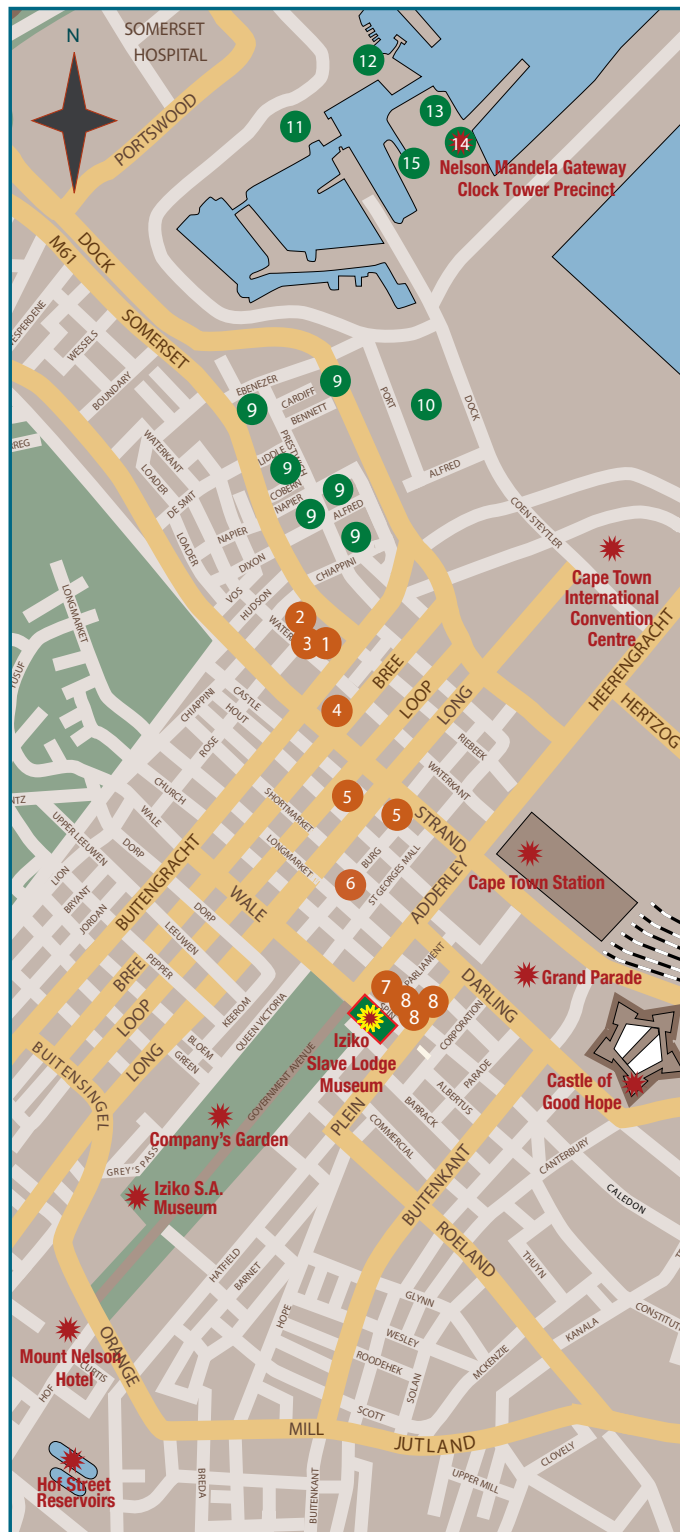 N
SOMERSET
HOSPITAL
PORTSWOOD
12
13
11
14
15
Nelson Mandela Gateway
Clock Tower Precinct
DOCK
M61
SOMERSET
WESSELS
BOUNDARY
EBENEZER
CARDIFF
BENNETT
9
9
PORT
10
DOCK
WATERKANT
LOADER
DE SMIT
LIDDLE
PRESTWICH
9
COBERN
NAPIER
9
9
ALFRED
ALFRED
9
COEN STEYTLER
NAPIER
LOADER
DIXON
CHIAPPINI
VOS
HUDSON
Cape Town
International
Convention
Centre
LONGMARKET
2
3
1
BREE
LOOP
LONG
HEERENGRACHT
HERTZOG
CHIAPPINI
CASTLE
HOUT
ROSE
4
RIEBEEK
WATERKANT
CHURCH
WALE
SHORTMARKET
5
5
STRAND
UPPER LEEUWEN
DORP
LONGMARKET
BURG
ST GEORGES MALL
6
ADDERLEY
Cape Town Station
LION
BRYANT
JORDAN
BUITENGRACHT
WALE
DORP
LEEUWEN
PEPPER
BREE
LOOP
LONG
KEEROM
QUEEN VICTORIA
BLOEM
GREEN
PARLIAMENT
DARLING
Grand Parade
7
8
8
8
SPIN
CORPORATION
Iziko
Slave Lodge
Museum
PARADE
ALBERTUS
BARRACK
COMMERCIAL
PLEIN
Castle of
Good Hope
BUITENSINGEL
GOVERNMENT AVENUE
Company's Garden
GREY'S PASS
Iziko S.A.
Museum
CANTERBURY
CALEDON
BUITENKANT
ROELAND
HATFIELD
BARNET
HOPE
THUYN
GLYNN
WESLEY
ROODEHEK
SOLAN
MCKENZIE
KANALA
SCOTT
Mount Nelson
Hotel
ORANGE
CURTIS
HOF
MILL
JUTLAND
CLOVELY
UPPER MILL
BREDA
BUITENKANT
Hof Street
Reservoirs